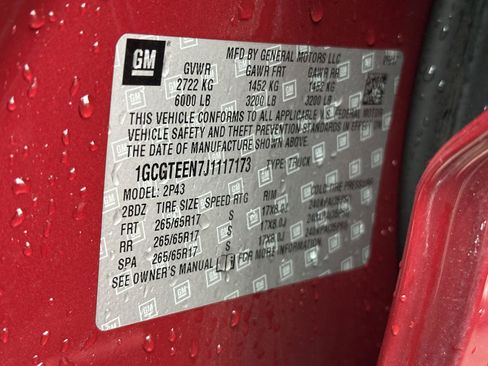 GM
MFD BY GENERAL MOTORS LLC
GVWR GAWR FRT GAWR RR
2722 KG 1452 KG 1452 KG
6000 LB 3200 LB 3200 LB
THIS VEHICLE CONFORMS TO ALL APPLICABLE U.S. FEDERAL MOTOR
VEHICLE SAFETY AND THEFT PREVENTION STANDARDS IN EFFECT ON
THE DATE OF MANUFACTURE SHOWN ABOVE.
1GCGTEEN7J1117173 TYPE: TRUCK
MODEL: 2P43
2BDZ TIRE SIZE SPEED RTG RIM COLD TIRE PRESSURE
FRT 265/65R17 S 17X8.0J 240KPA(35PSI)
RR 265/65R17 S 17X8.0J 240KPA(35PSI)
SPA 265/65R17 S 17X8.0J 240KPA(35PSI)
SEE OWNER'S MANUAL FOR MORE INFORMATION